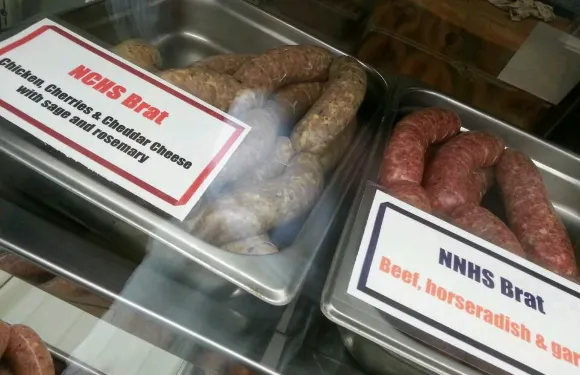 NCHS Brat
Chicken, Cherries & Cheddar Cheese
with sage and rosemary
NNHS Brat
Beef, horseradish & gar